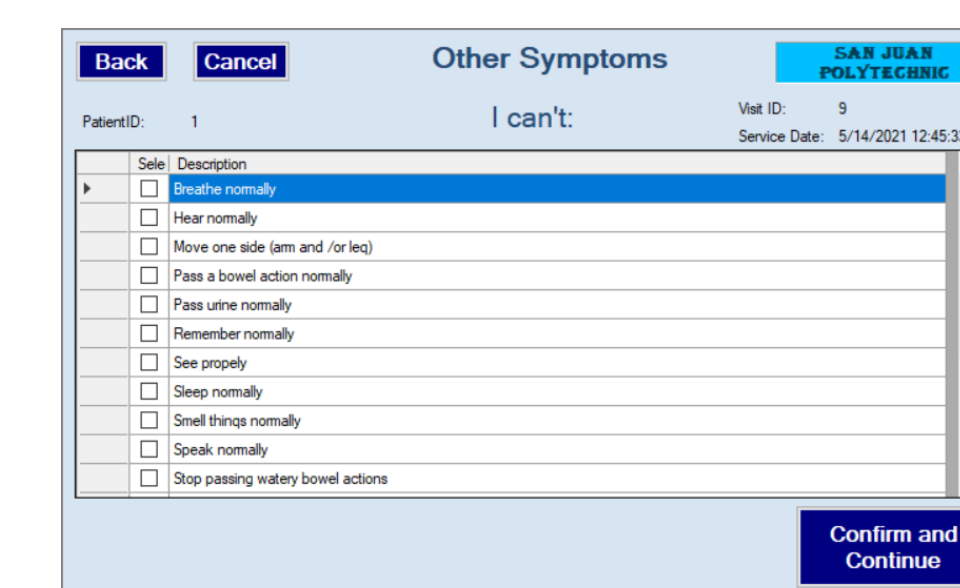 Back Cancel Other Symptoms SAN JUAN
POLYTECHNIC
PatientID: 1 I can't: Visit ID: 9
Service Date: 5/14/2021 12:45:33
Sele Description
Breathe normally
Hear normally
Move one side (arm and /or leg)
Pass a bowel action normally
Pass urine normally
Remember normally
See propely
Sleep normally
Smell things normally
Speak normally
Stop passing watery bowel actions
Confirm and
Continue